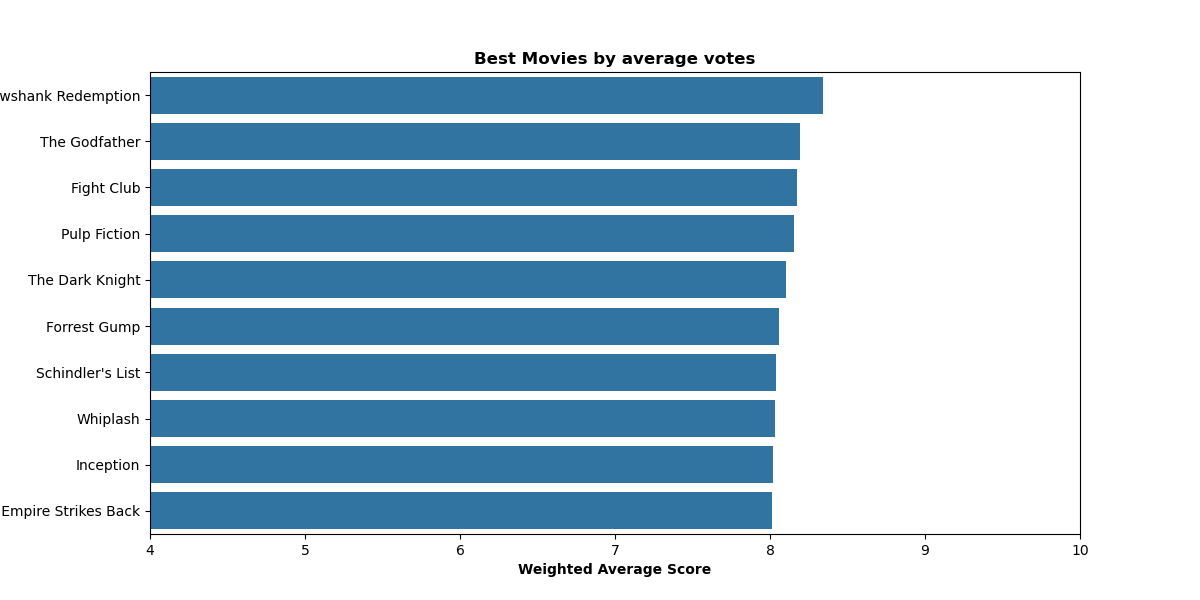 Best Movies by average votes
wshank Redemption
The Godfather
Fight Club
Pulp Fiction
The Dark Knight
Forrest Gump
Schindler's List
Whiplash
Inception
Empire Strikes Back
4 5 6 7 8 9 10
Weighted Average Score